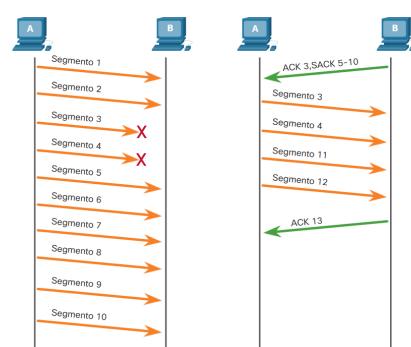 A
B
Segmento 1
Segmento 2
Segmento 3
X
Segmento 4
X
Segmento 5
Segmento 6
Segmento 7
Segmento 8
Segmento 9
Segmento 10
A
B
ACK 3,SACK 5-10
Segmento 3
Segmento 4
Segmento 11
Segmento 12
ACK 13